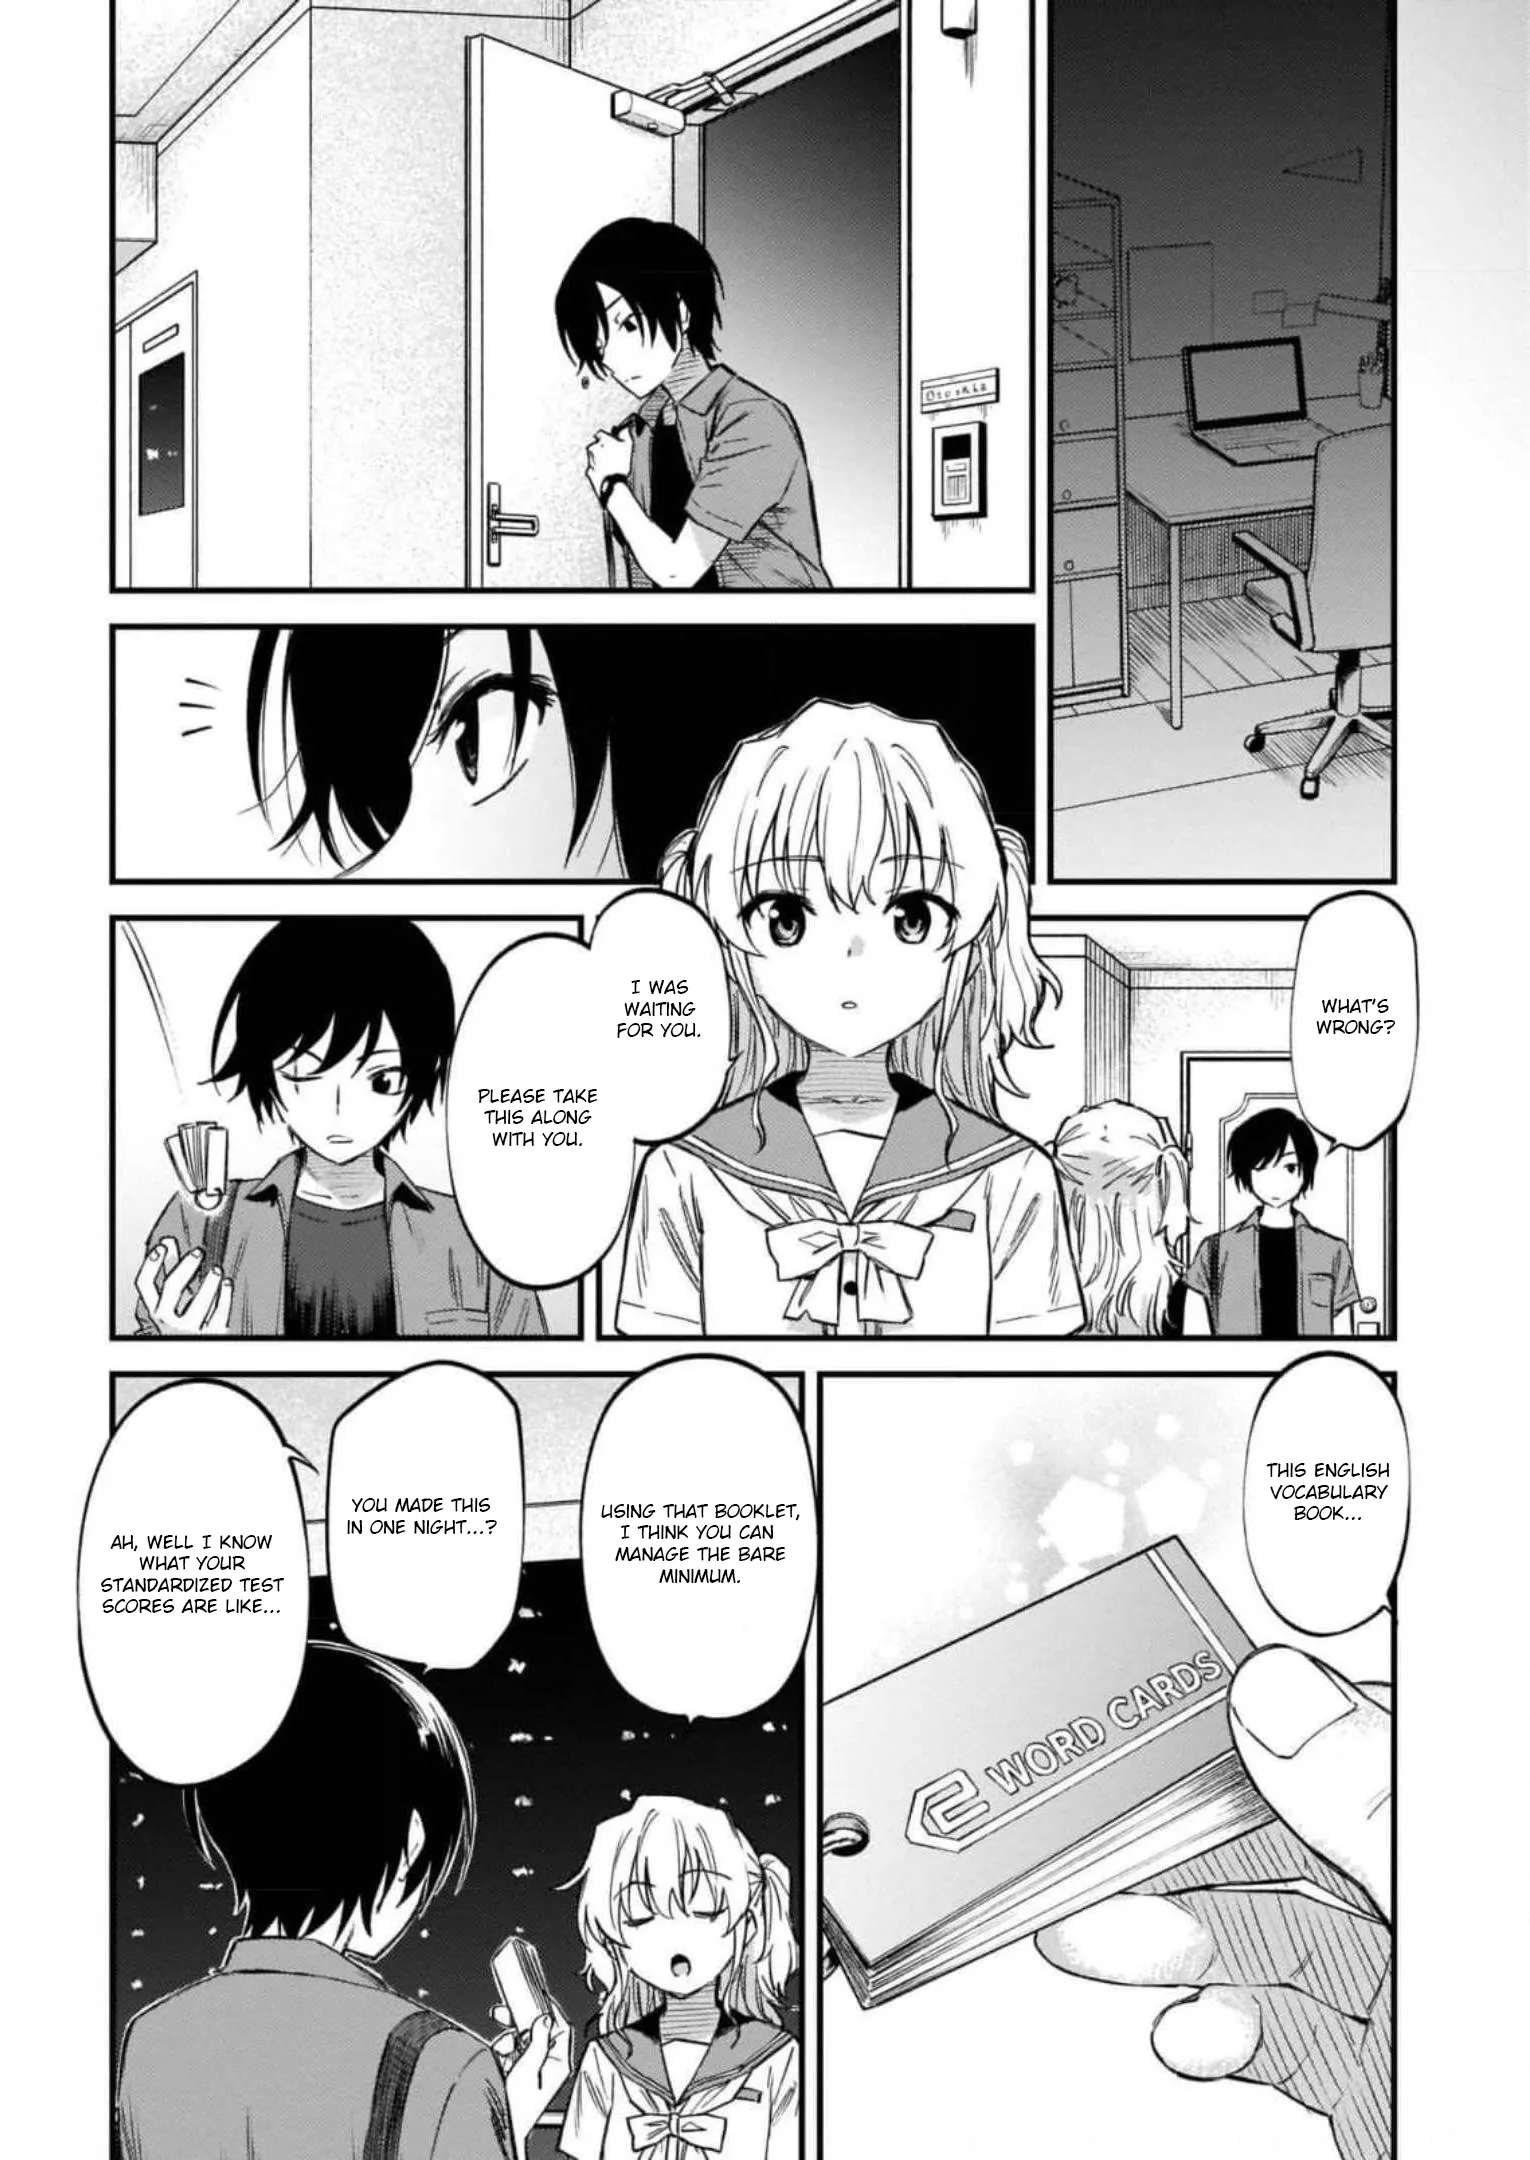 WHAT'S
WRONG?
I WAS
WAITING
FOR YOU.
PLEASE TAKE
THIS ALONG
WITH YOU.
THIS ENGLISH
VOCABULARY
BOOK...
WORD CARDS
USING THAT BOOKLET,
I THINK YOU CAN
MANAGE THE BARE
MINIMUM.
YOU MADE THIS
IN ONE NIGHT...?
AH, WELL I KNOW
WHAT YOUR
STANDARDIZED TEST
SCORES ARE LIKE...